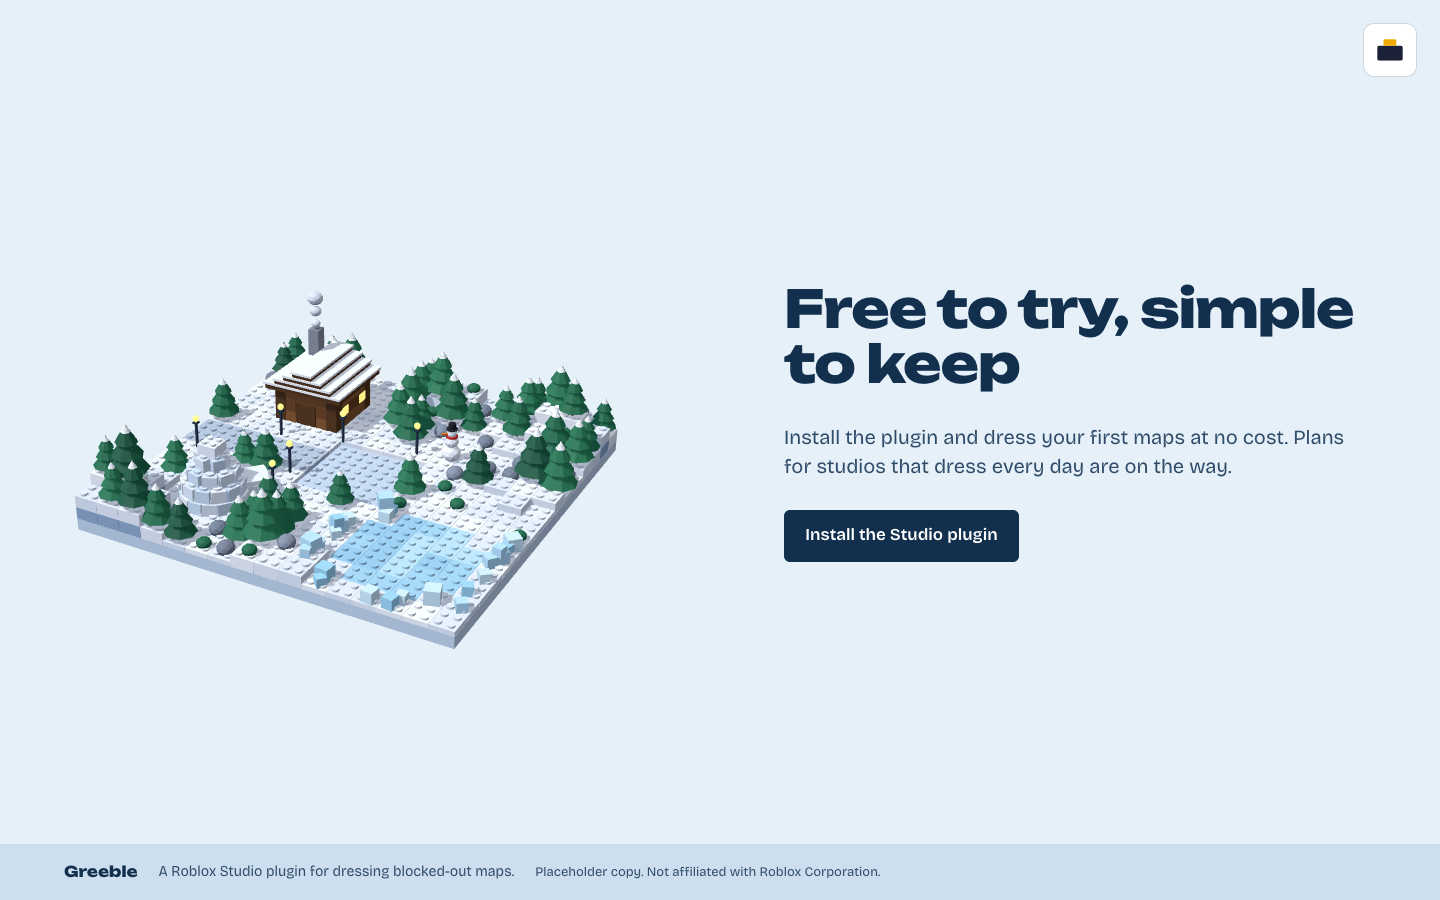 Free to try, simple
to keep
Install the plugin and dress your first maps at no cost. Plans
for studios that dress every day are on the way.
Install the Studio plugin
Greeble
A Roblox Studio plugin for dressing blocked-out maps.
Placeholder copy. Not affiliated with Roblox Corporation.